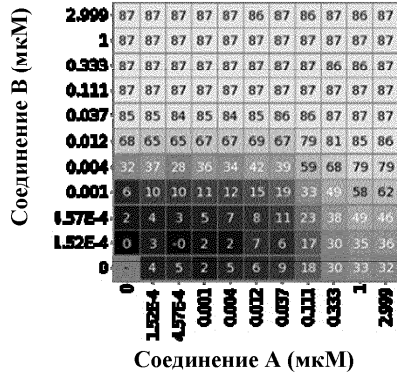 Соединение B (мкМ)
2.999 87 87 87 87 87 86 87 86 87 86 87
1 87 87 87 87 87 87 87 87 87 87 87
0.333 87 87 87 87 87 87 87 87 86 86 87
0.111 87 87 87 87 87 87 87 87 87 87 87
0.037 85 85 84 85 84 85 86 86 87 87 87
0.012 68 65 65 67 67 69 67 79 81 85 86
0.004 32 37 28 36 34 42 39 59 68 79 79
0.001 6 10 10 11 12 15 19 33 49 58 62
4.57E-4 2 4 3 5 7 8 11 23 38 49 46
1.52E-4 0 3 -0 2 2 7 6 17 30 35 36
0 4 5 2 5 6 9 18 30 33 32
0 1.52E-4 4.57E-4 0.001 0.004 0.012 0.037 0.111 0.333 1 2.999
Соединение A (мкМ)